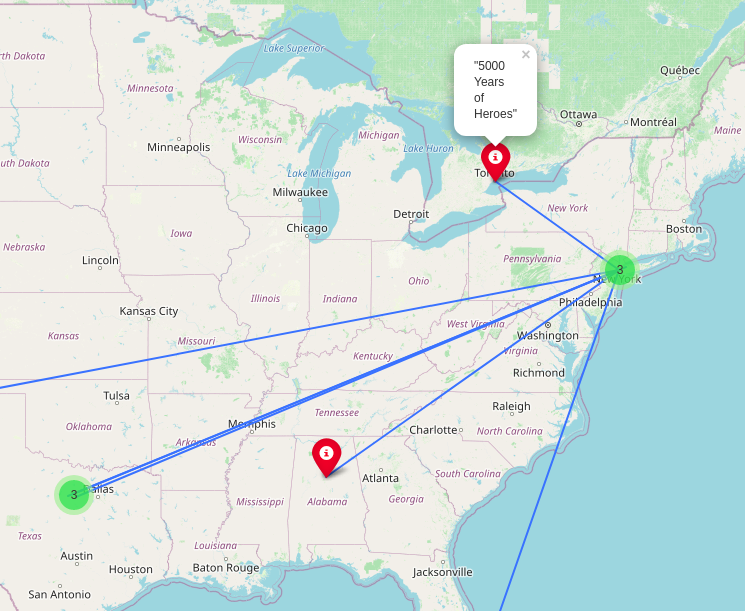 Lake Superior
th Dakota
Québec
×
"5000
Years
of
Heroes"
Minnesota
Ottawa
Montréal
Maine
Michigan
Wisconsin
Minneapolis
Lake Huron
uth Dakota
Lake Michigan
Toronto
Milwaukee
New York
Detroit
Boston
Chicago
Iowa
Nebraska
Pennsylvania
Lincoln
3
New York
Ohio
Illinois
Indiana
Philadelphia
Kansas City
West Virginia
Kansas
Missouri
Washington
Virginia
Kentucky
Richmond
Tulsa
Raleigh
Tennessee
Oklahoma
Memphis
Charlotte
North Carolina
Arkansas
South Carolina
Atlanta
3
Dallas
Mississippi
Alabama
Georgia
Texas
Louisiana
Austin
Houston
Baton Rouge
Jacksonville
San Antonio